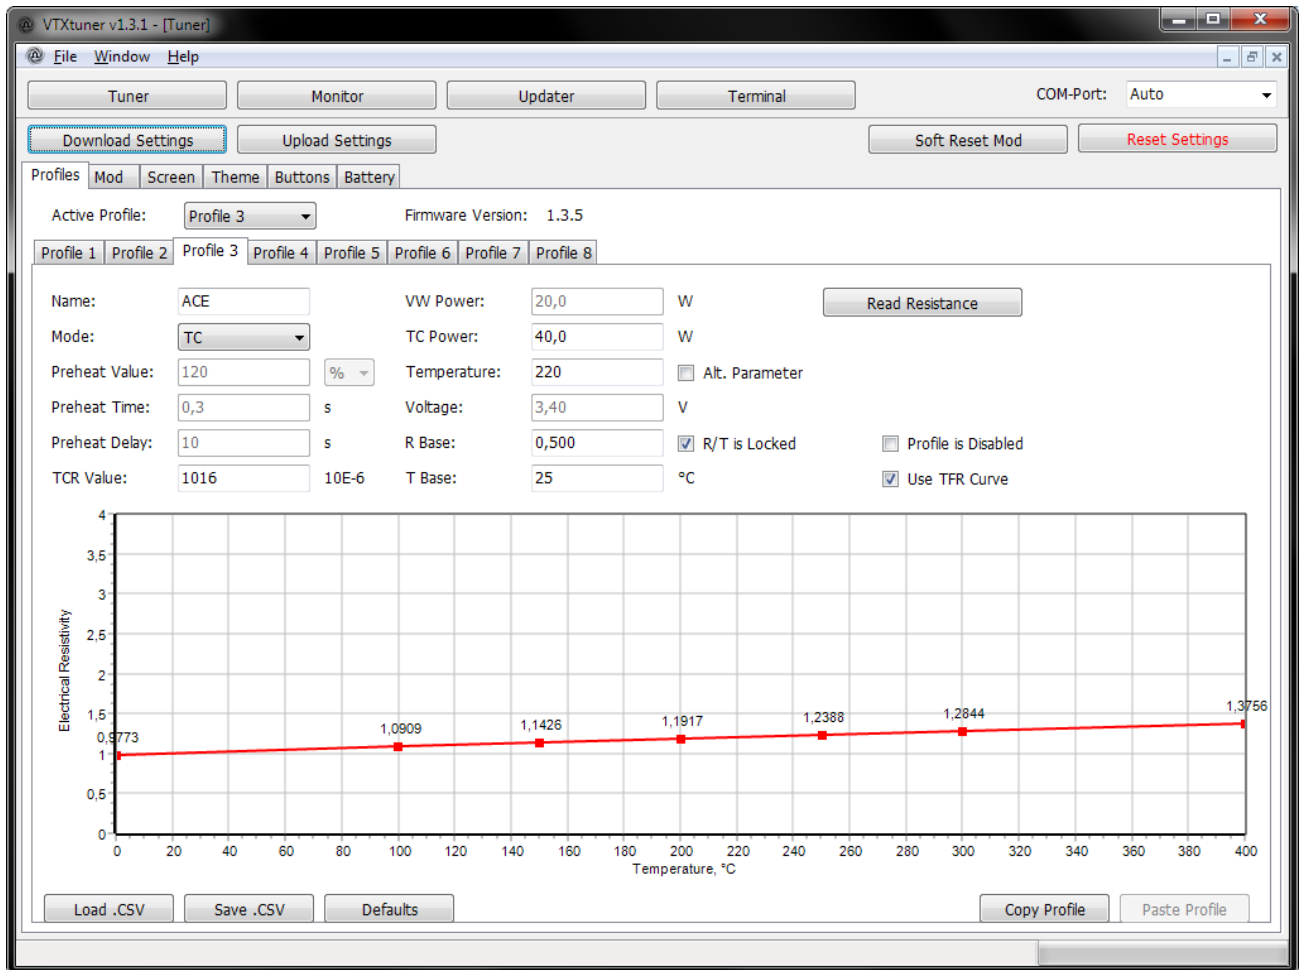 VTXtuner v1.3.1 - [Tuner]
File Window Help
Tuner Monitor Updater Terminal COM-Port: Auto
Download Settings Upload Settings Soft Reset Mod Reset Settings
Profiles Mod Screen Theme Buttons Battery
Active Profile: Profile 3 Firmware Version: 1.3.5
Profile 1 Profile 2 Profile 3 Profile 4 Profile 5 Profile 6 Profile 7 Profile 8
Name: ACE VW Power: 20,0 W Read Resistance
Mode: TC TC Power: 40,0 W
Preheat Value: 120 % Temperature: 220 Alt. Parameter
Preheat Time: 0,3 s Voltage: 3,40 V
Preheat Delay: 10 s R Base: 0,500 R/T is Locked Profile is Disabled
TCR Value: 1016 10E-6 T Base: 25 °C Use TFR Curve
4
3,5
3
2,5
2
1,5
1
0,5
0
Electrical Resistivity
0,9773 1,0909 1,1426 1,1917 1,2388 1,2844 1,3756
0 20 40 60 80 100 120 140 160 180 200 220 240 260 280 300 320 340 360 380 400
Temperature, °C
Load .CSV Save .CSV Defaults Copy Profile Paste Profile